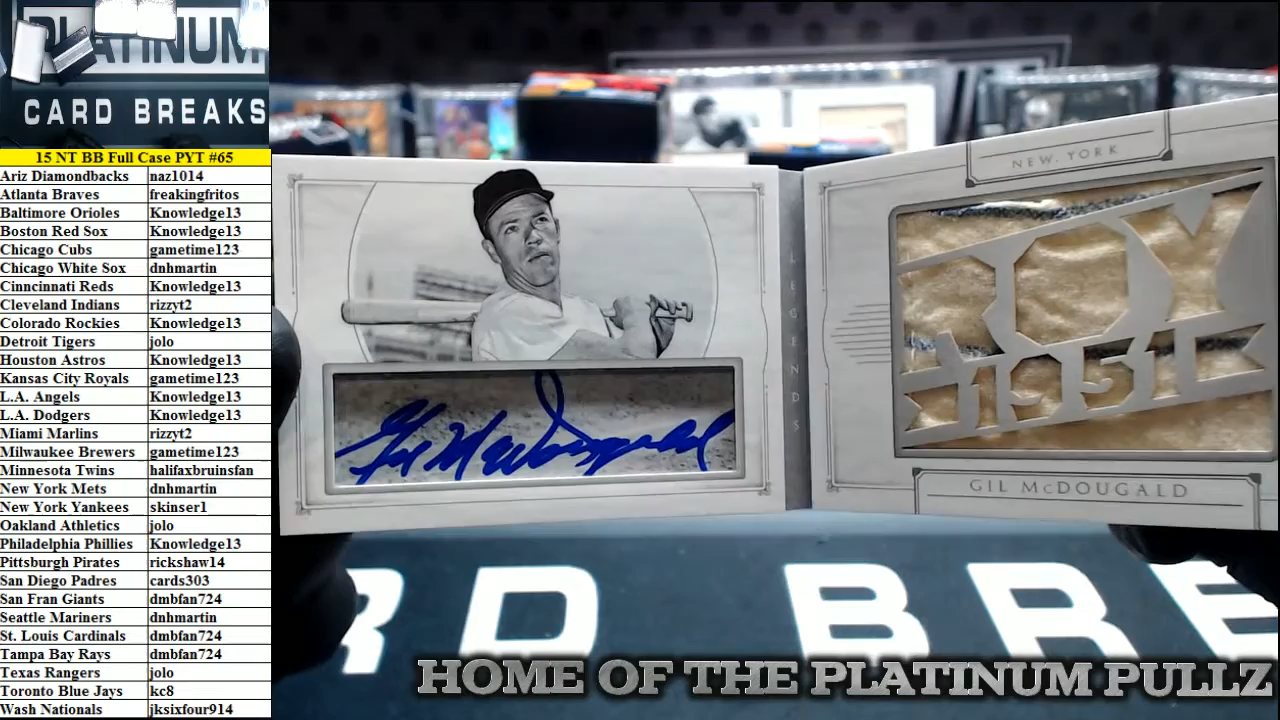 PLATINUM
CARD BREAKS
15 NT BB Full Case PYT #65
Ariz Diamondbacks naz1014
Atlanta Braves freakingfritos
Baltimore Orioles Knowledge13
Boston Red Sox Knowledge13
Chicago Cubs gametime123
Chicago White Sox dnhmartin
Cinncinnati Reds Knowledge13
Cleveland Indians rizzyt2
Colorado Rockies Knowledge13
Detroit Tigers jolo
Houston Astros Knowledge13
Kansas City Royals gametime123
L.A. Angels Knowledge13
L.A. Dodgers Knowledge13
Miami Marlins rizzyt2
Milwaukee Brewers gametime123
Minnesota Twins halifaxbruinsfan
New York Mets dnhmartin
New York Yankees skinser1
Oakland Athletics jolo
Philadelphia Phillies Knowledge13
Pittsburgh Pirates rickshaw14
San Diego Padres cards303
San Fran Giants dmbfan724
Seattle Mariners dnhmartin
St. Louis Cardinals dmbfan724
Tampa Bay Rays dmbfan724
Texas Rangers jolo
Toronto Blue Jays kc8
Wash Nationals jksixfour914
Gil McDougald
LEGENDS
NEW YORK
ROY
1951
GIL McDOUGALD
RD BRE
HOME OF THE PLATINUM PULLZ